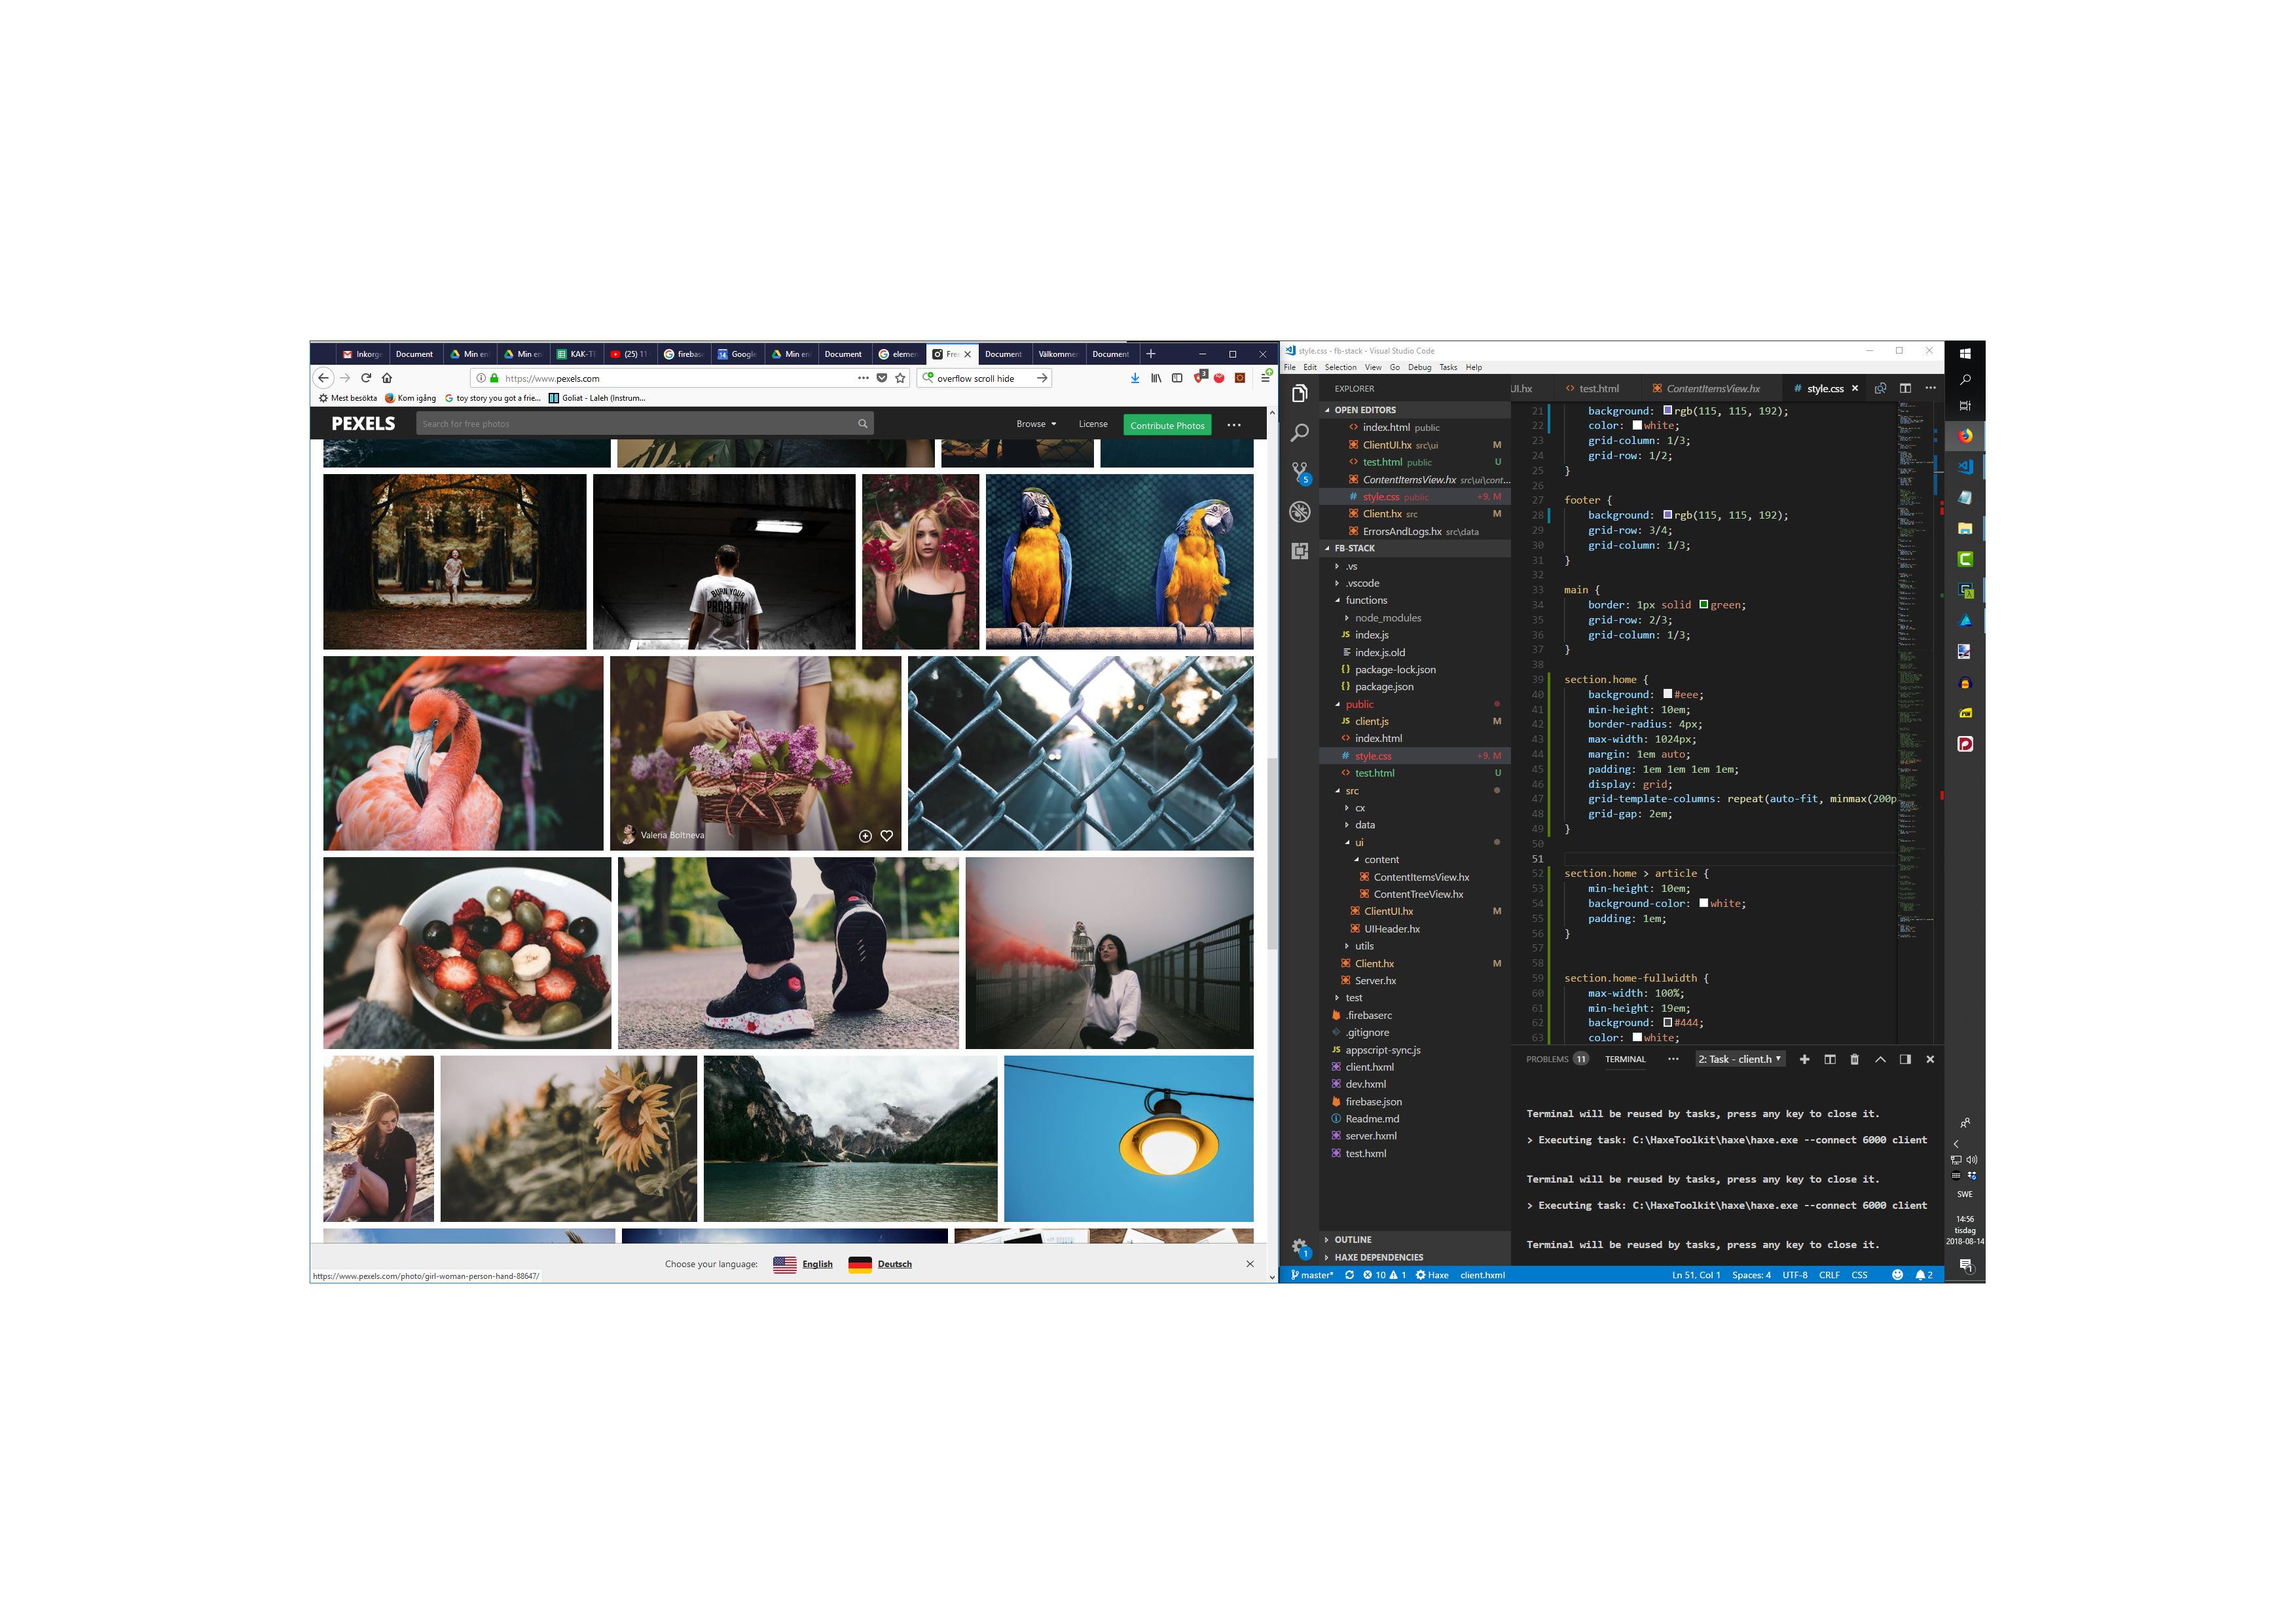 Inkorg
Document
Min en
Min en
KAK-TE
(25) 11
firebase
Google
Min en
Document
elemen
Free
Document
Välkommen
Document
https://www.pexels.com
overflow scroll hide
3
Mest besökta
Kom igång
toy story you got a frie...
Goliat - Laleh (Instrum...
PEXELS
Search for free photos
Browse
License
Contribute Photos
BURN YOUR
PROBLEMS
Valeria Boltneva
Choose your language:
English
Deutsch
https://www.pexels.com/photo/girl-woman-person-hand-88647/
style.css - fb-stack - Visual Studio Code
File Edit Selection View Go Debug Tasks Help
EXPLORER
OPEN EDITORS
index.html public
ClientUI.hx src\ui M
test.html public U
ContentItemsView.hx src\ui\cont...
style.css public +9, M
Client.hx src M
ErrorsAndLogs.hx src\data
FB-STACK
.vs
.vscode
functions
node_modules
index.js
index.js.old
package-lock.json
package.json
public
client.js M
index.html
style.css +9, M
test.html U
src
cx
data
ui
content
ContentItemsView.hx
ContentTreeView.hx
ClientUI.hx M
UIHeader.hx
utils
Client.hx M
Server.hx
test
.firebaserc
.gitignore
appscript-sync.js
client.hxml
dev.hxml
firebase.json
Readme.md
server.hxml
test.hxml
OUTLINE
HAXE DEPENDENCIES
5
1
UI.hx
test.html
ContentItemsView.hx
style.css
21 background: rgb(115, 115, 192);
22 color: white;
23 grid-column: 1/3;
24 grid-row: 1/2;
25 }
26
27 footer {
28 background: rgb(115, 115, 192);
29 grid-row: 3/4;
30 grid-column: 1/3;
31 }
32
33 main {
34 border: 1px solid green;
35 grid-row: 2/3;
36 grid-column: 1/3;
37 }
38
39 section.home {
40 background: #eee;
41 min-height: 10em;
42 border-radius: 4px;
43 max-width: 1024px;
44 margin: 1em auto;
45 padding: 1em 1em 1em 1em;
46 display: grid;
47 grid-template-columns: repeat(auto-fit, minmax(200p
48 grid-gap: 2em;
49 }
50
51
52 section.home > article {
53 min-height: 10em;
54 background-color: white;
55 padding: 1em;
56 }
57
58
59 section.home-fullwidth {
60 max-width: 100%;
61 min-height: 19em;
62 background: #444;
63 color: white;
PROBLEMS 11 TERMINAL 2: Task - client.h
Terminal will be reused by tasks, press any key to close it.
> Executing task: C:\HaxeToolkit\haxe\haxe.exe --connect 6000 client
Terminal will be reused by tasks, press any key to close it.
> Executing task: C:\HaxeToolkit\haxe\haxe.exe --connect 6000 client
Terminal will be reused by tasks, press any key to close it.
master* 10 1 Haxe client.hxml
Ln 51, Col 1 Spaces: 4 UTF-8 CRLF CSS 2
SWE
14:56
tisdag
2018-08-14
1